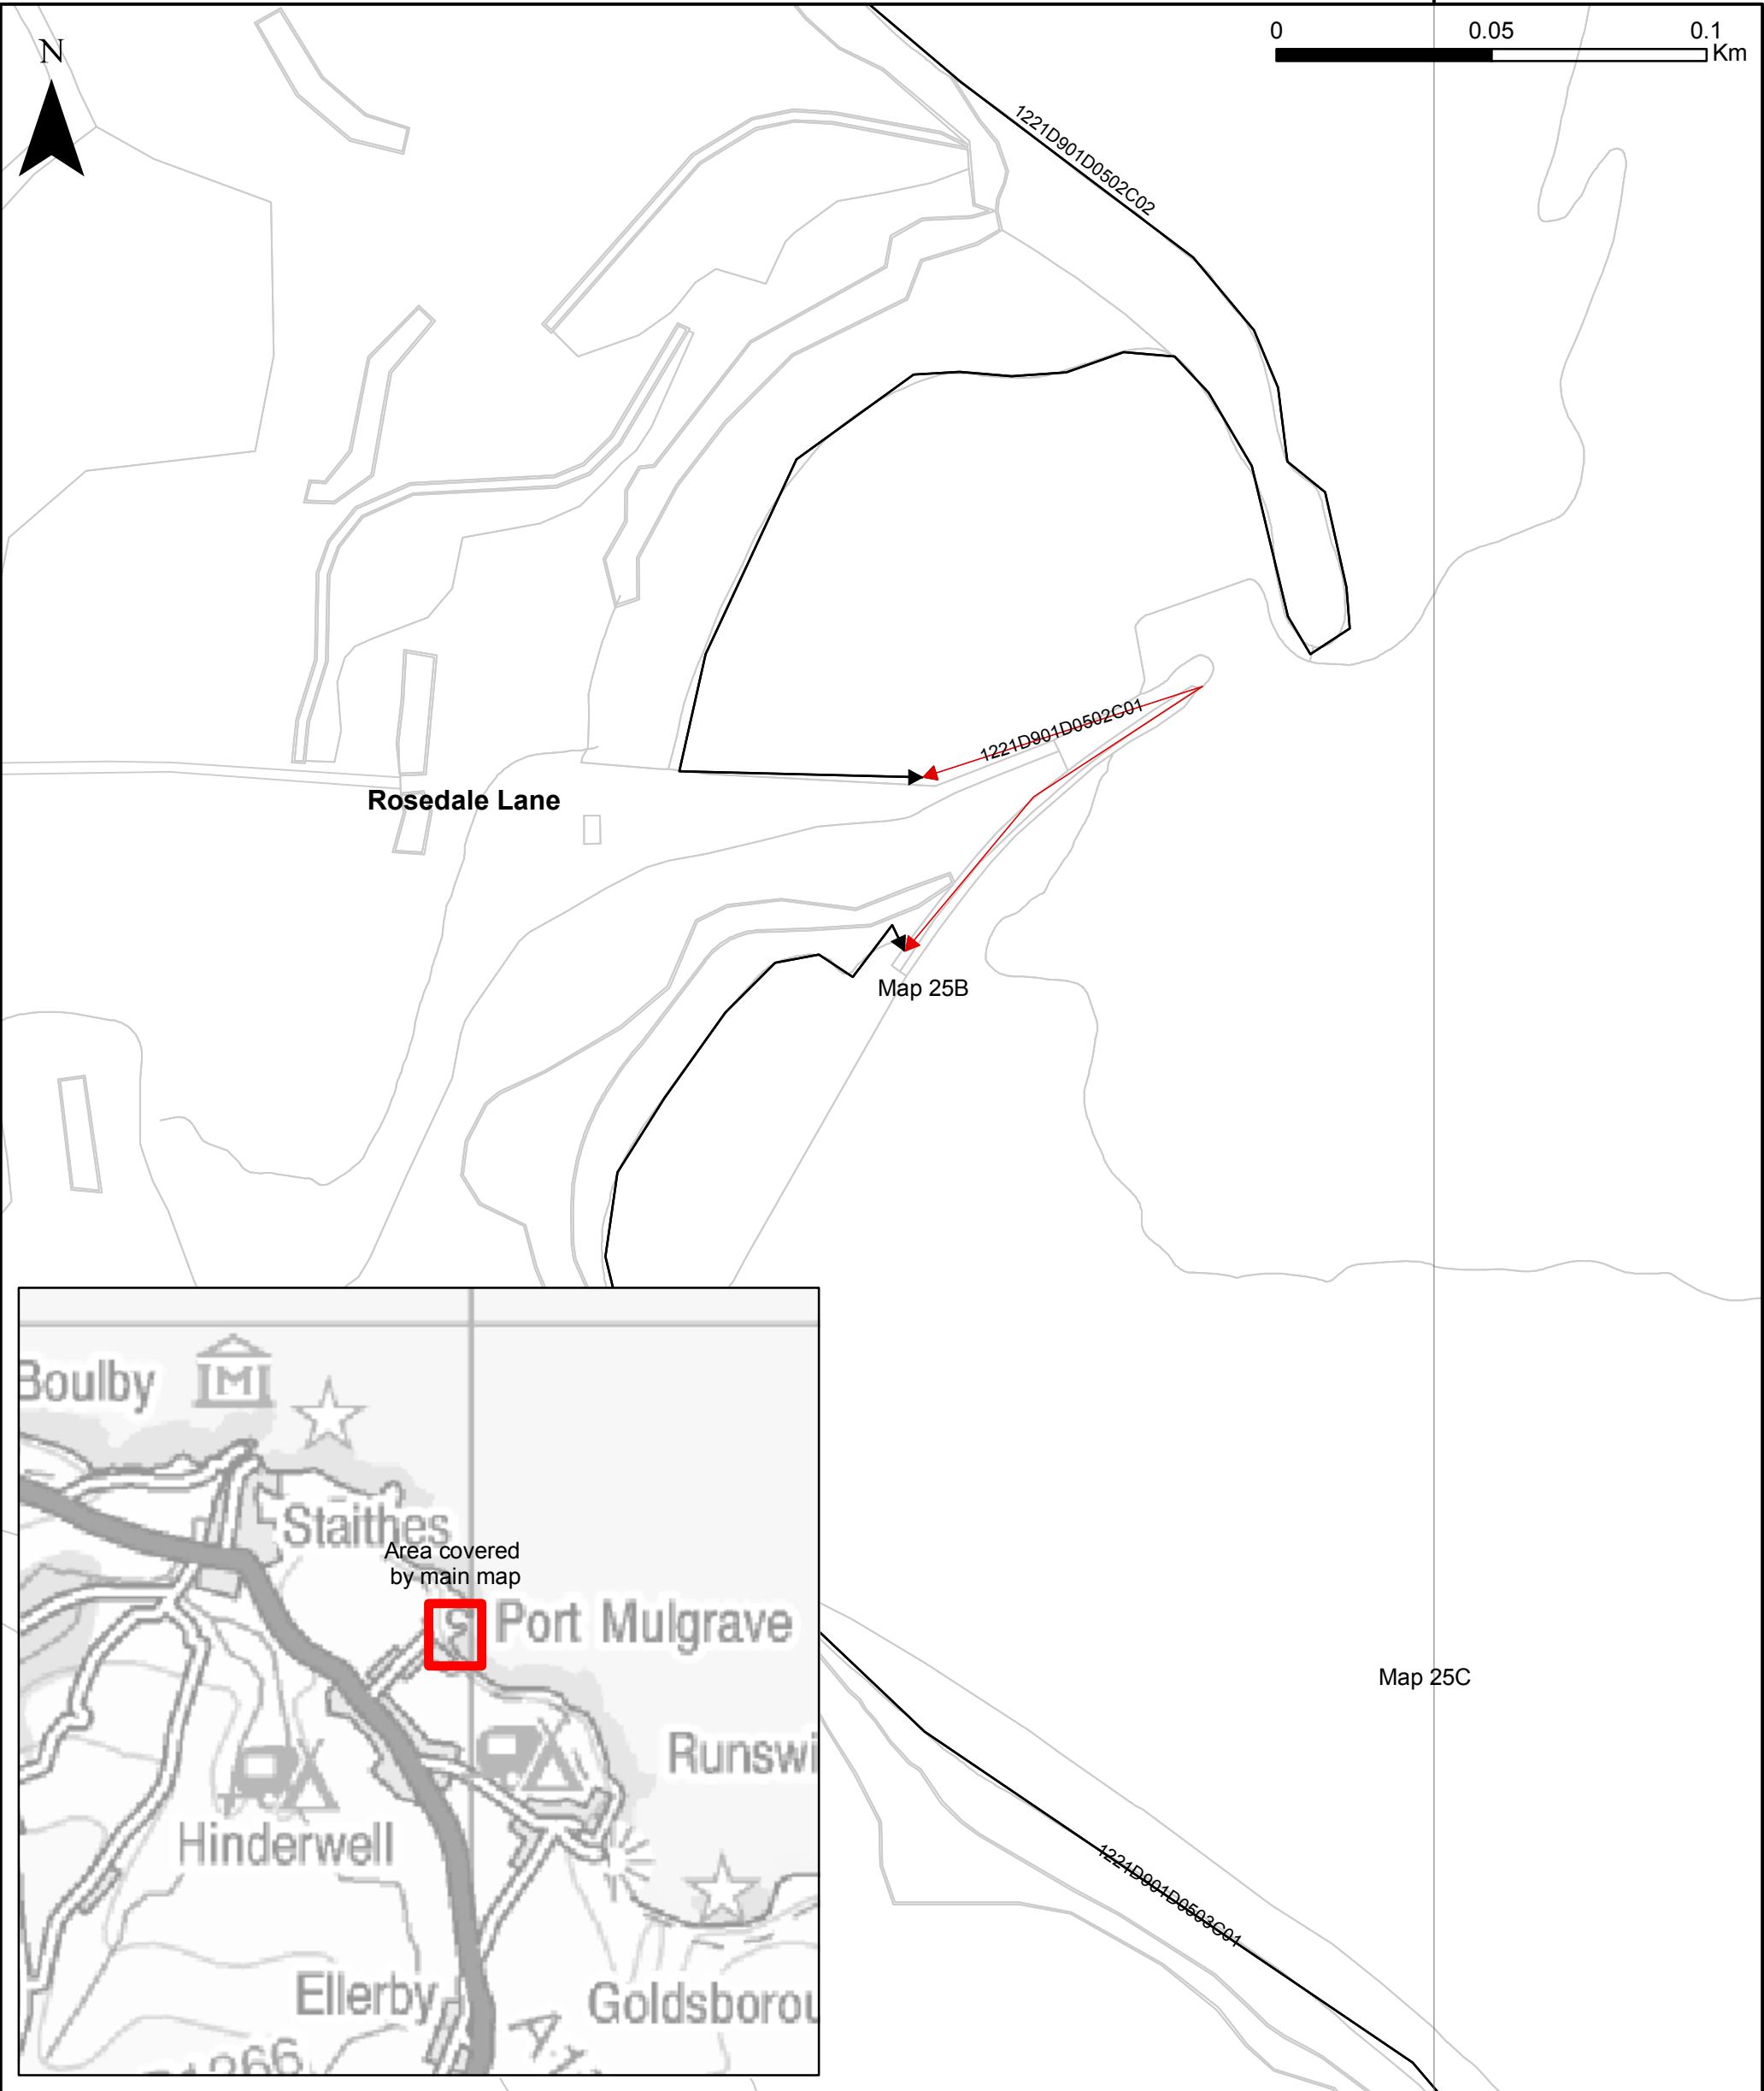 N
0 0.05 0.1
Km
1221D901D0502C02
1221D901D0502C01
Rosedale Lane
Map 25B
Boulby
M
Staithes
Area covered
by main map
Port Mulgrave
Map 25C
Runswi
Hinderwell
1221D901D0503C01
Ellerby
Goldsborou